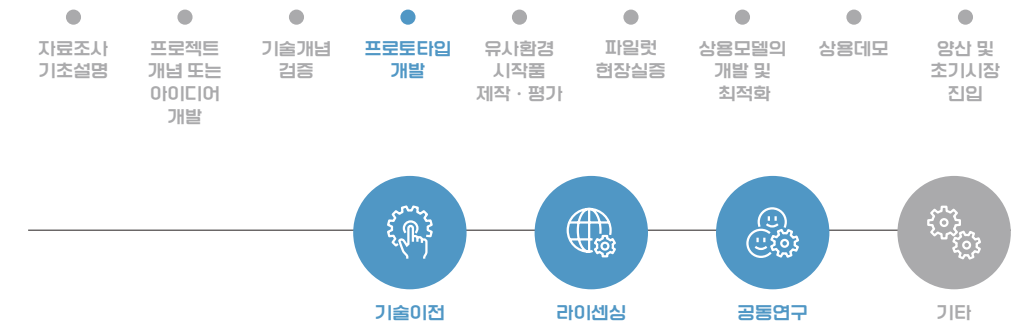 자료조사
기초설명
프로젝트
개념 또는
아이디어
개발
기술개념
검증
프로토타입
개발
유사환경
시작품
제작 · 평가
파일럿
현장실증
상용모델의
개발 및
최적화
상용데모
양산 및
초기시장
진입
기술이전
라이센싱
공동연구
기타